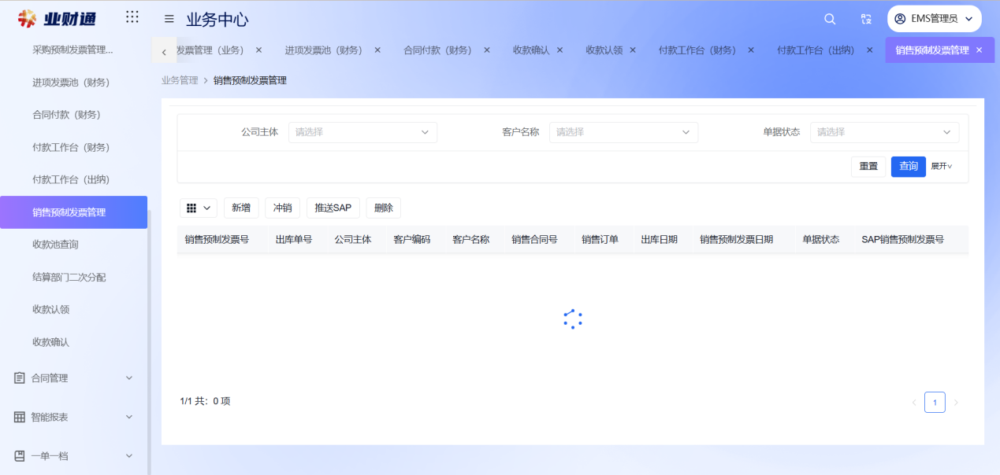 业财通
业务中心
EMS管理员
发票管理（业务）
进项发票池（财务）
合同付款（财务）
收款确认
收款认领
付款工作台（财务）
付款工作台（出纳）
销售预制发票管理
业务管理 > 销售预制发票管理
采购预制发票管理...
进项发票池（财务）
合同付款（财务）
付款工作台（财务）
付款工作台（出纳）
销售预制发票管理
收款池查询
结算部门二次分配
收款认领
收款确认
合同管理
智能报表
一单一档
公司主体 请选择
客户名称 请选择
单据状态 请选择
重置 查询 展开
新增 冲销 推送SAP 删除
销售预制发票号 出库单号 公司主体 客户编码 客户名称 销售合同号 销售订单 出库日期 销售预制发票日期 单据状态 SAP销售预制发票号
1/1 共：0 项
1